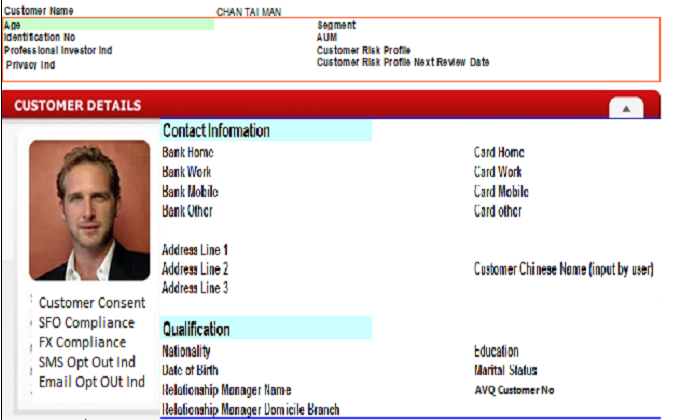 Customer Name CHAN TAI MAN
Age Segment
Identification No AUM
Professional Investor Ind Customer Risk Profile
Privacy Ind Customer Risk Profile Next Review Date
CUSTOMER DETAILS
Contact Information
Bank Home Card Home
Bank Work Card Work
Bank Mobile Card Mobile
Bank Other Card other
Address Line 1
Address Line 2 Customer Chinese Name (input by user)
Address Line 3
Customer Consent
SFO Compliance
FX Compliance
SMS Opt Out Ind
Email Opt OUt Ind
Qualification
Nationality Education
Date of Birth Marital Status
Relationship Manager Name AVQ Customer No
Relationship Manager Domicile Branch